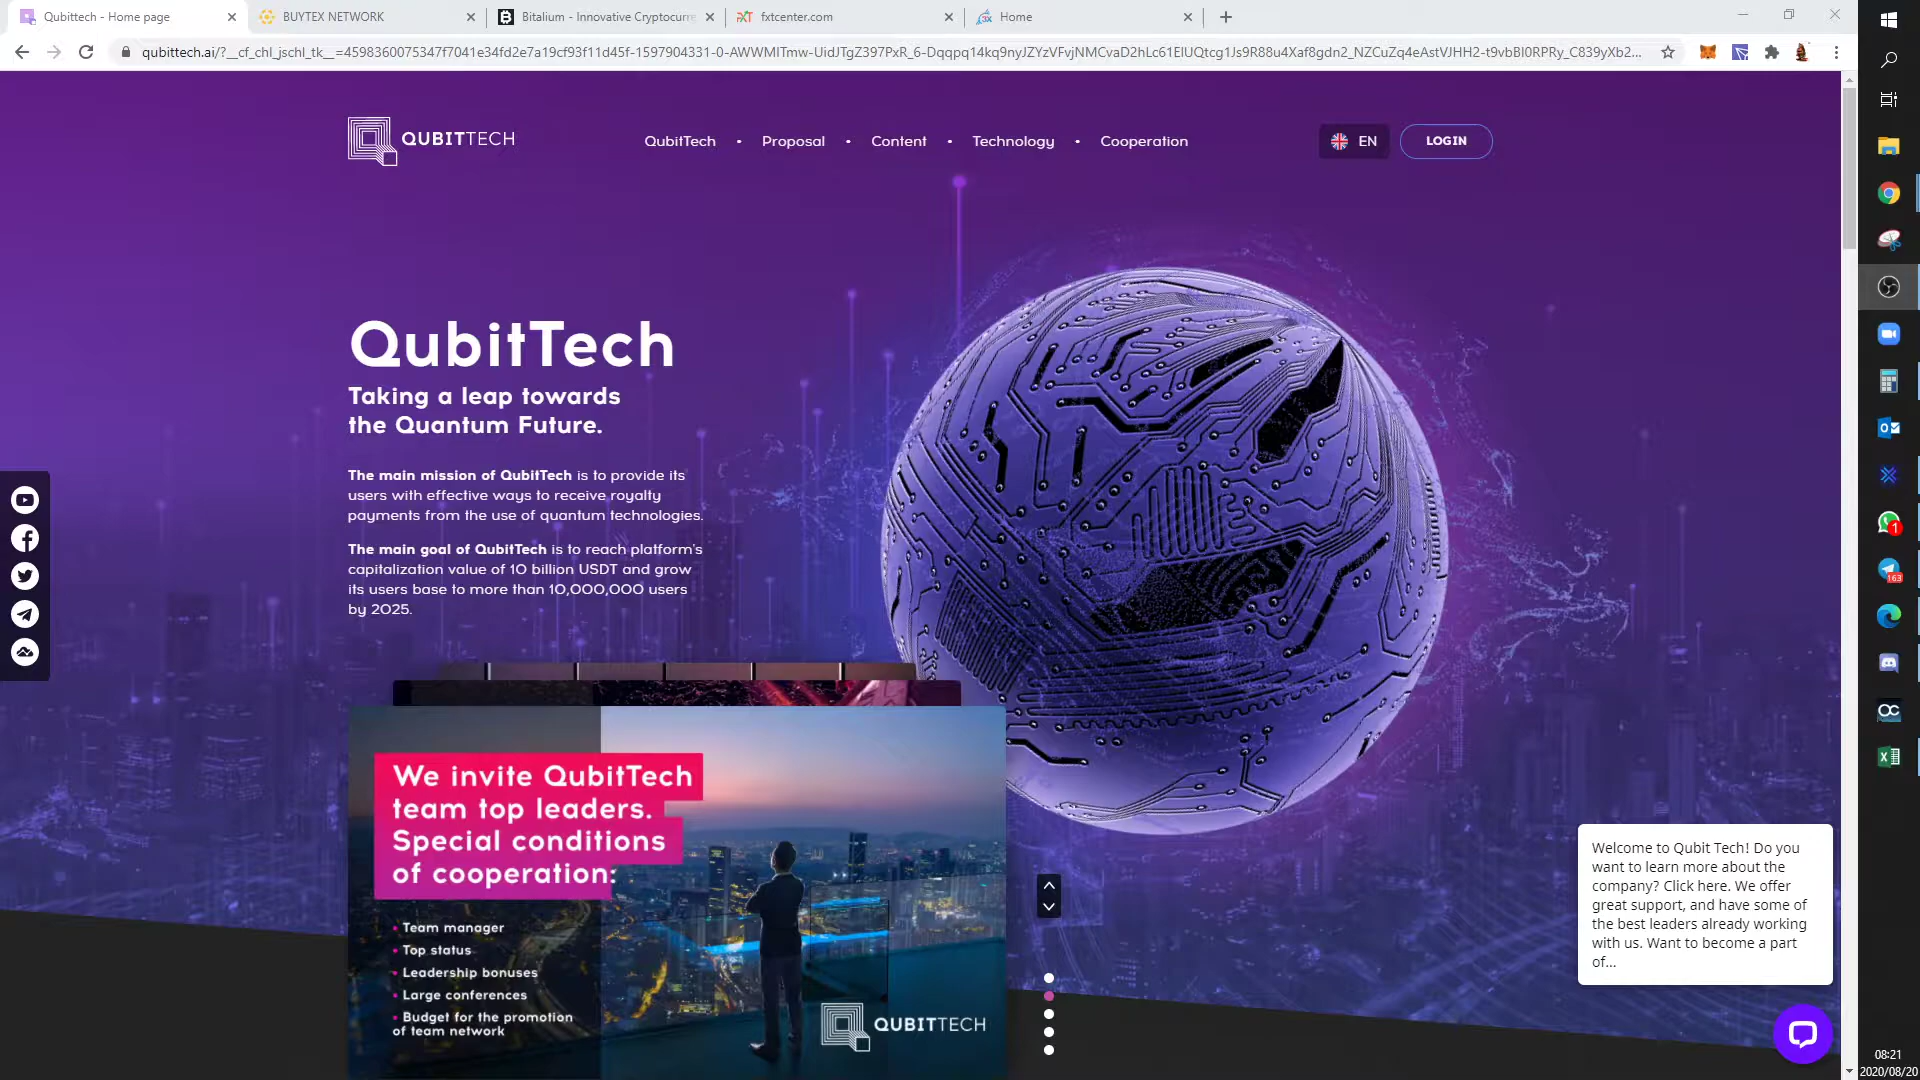 Qubittech - Home page
BUYTEX NETWORK
Bitalium - Innovative Cryptocurre
fxtcenter.com
Home
qubittech.ai/?__cf_chl_jschl_tk__=4598360075347f7041e34fd2e7a19cf93f11d45f-1597904331-0-AWWMITmw-UidJTgZ397PxR_6-Dqqpq14kq9nyJZYzVFvjNMCvaD2hLc61EIUQtcg1Js9R88u4Xaf8gdn2_NZCuZq4eAstVJHH2-t9vbBI0RPRy_C839yXb2...
QUBITTECH
QubitTech • Proposal • Content • Technology • Cooperation
EN
LOGIN
QubitTech
Taking a leap towards
the Quantum Future.
The main mission of QubitTech is to provide its
users with effective ways to receive royalty
payments from the use of quantum technologies.
The main goal of QubitTech is to reach platform's
capitalization value of 10 billion USDT and grow
its users base to more than 10,000,000 users
by 2025.
We invite QubitTech
team top leaders.
Special conditions
of cooperation:
• Team manager
• Top status
• Leadership bonuses
• Large conferences
• Budget for the promotion
of team network
QUBITTECH
Welcome to Qubit Tech! Do you
want to learn more about the
company? Click here. We offer
great support, and have some of
the best leaders already working
with us. Want to become a part
of...
1
163
08:21
2020/08/20